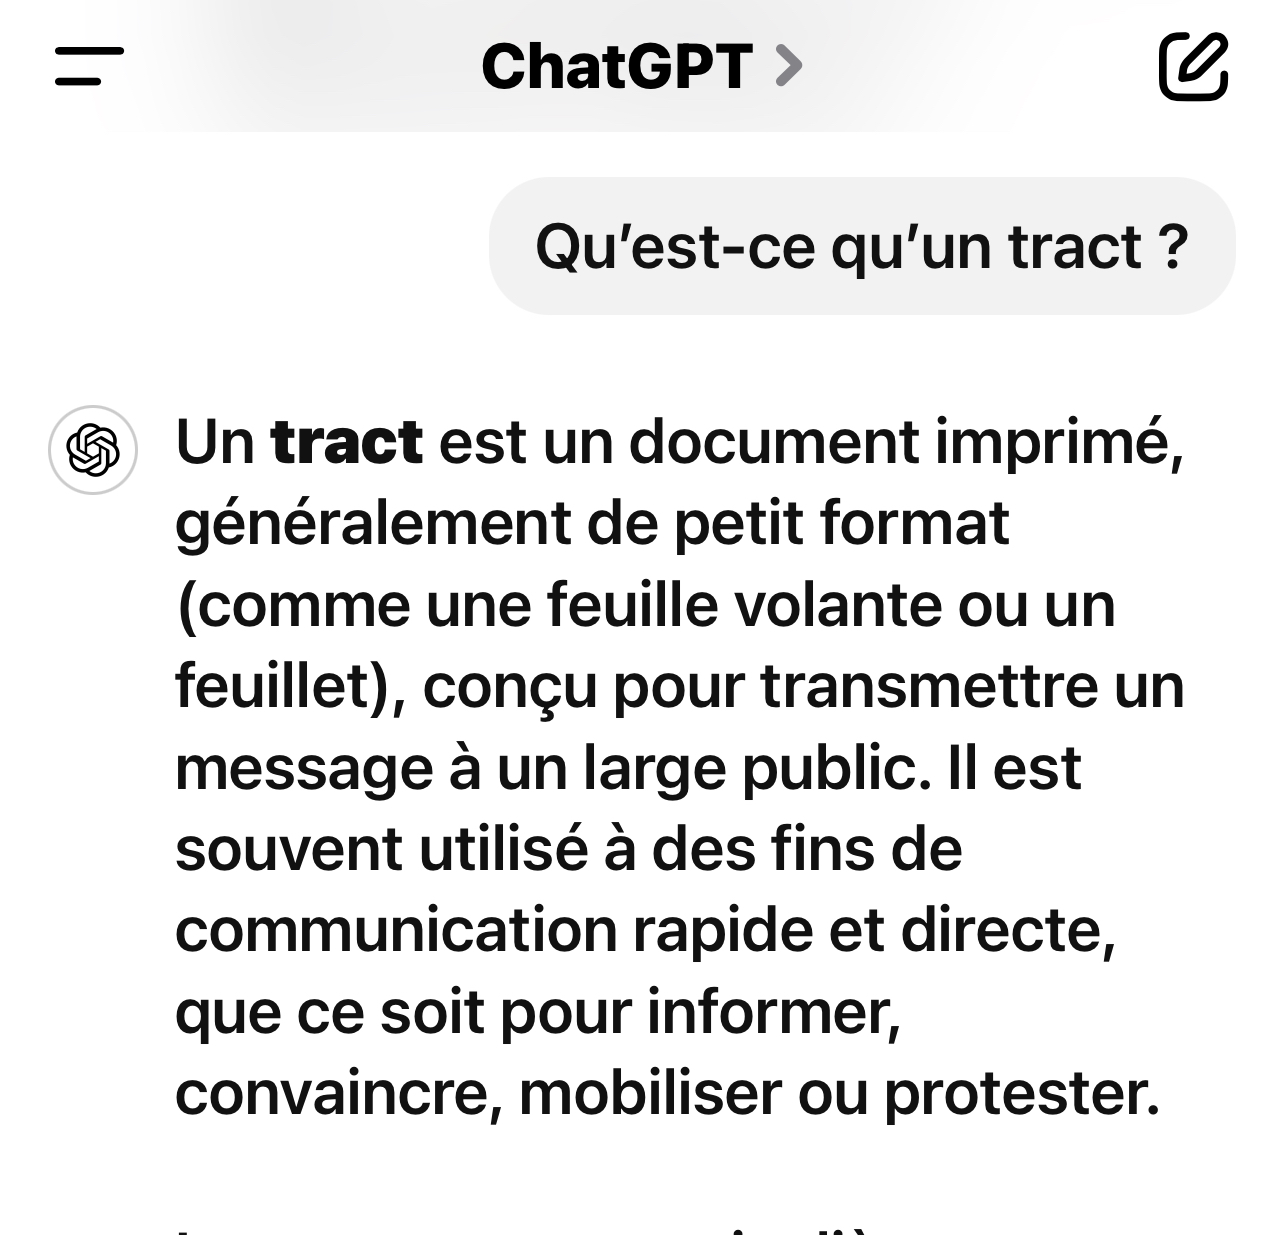 ChatGPT
Qu’est-ce qu’un tract ?
Un tract est un document imprimé,
généralement de petit format
(comme une feuille volante ou un
feuillet), conçu pour transmettre un
message à un large public. Il est
souvent utilisé à des fins de
communication rapide et directe,
que ce soit pour informer,
convaincre, mobiliser ou protester.